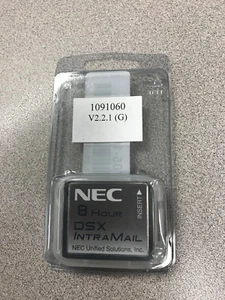 1091060
V2.2.1 (G)
NEC
8 Hour
DSX
IntraMail
NEC Unified Solutions, Inc.
INSERT